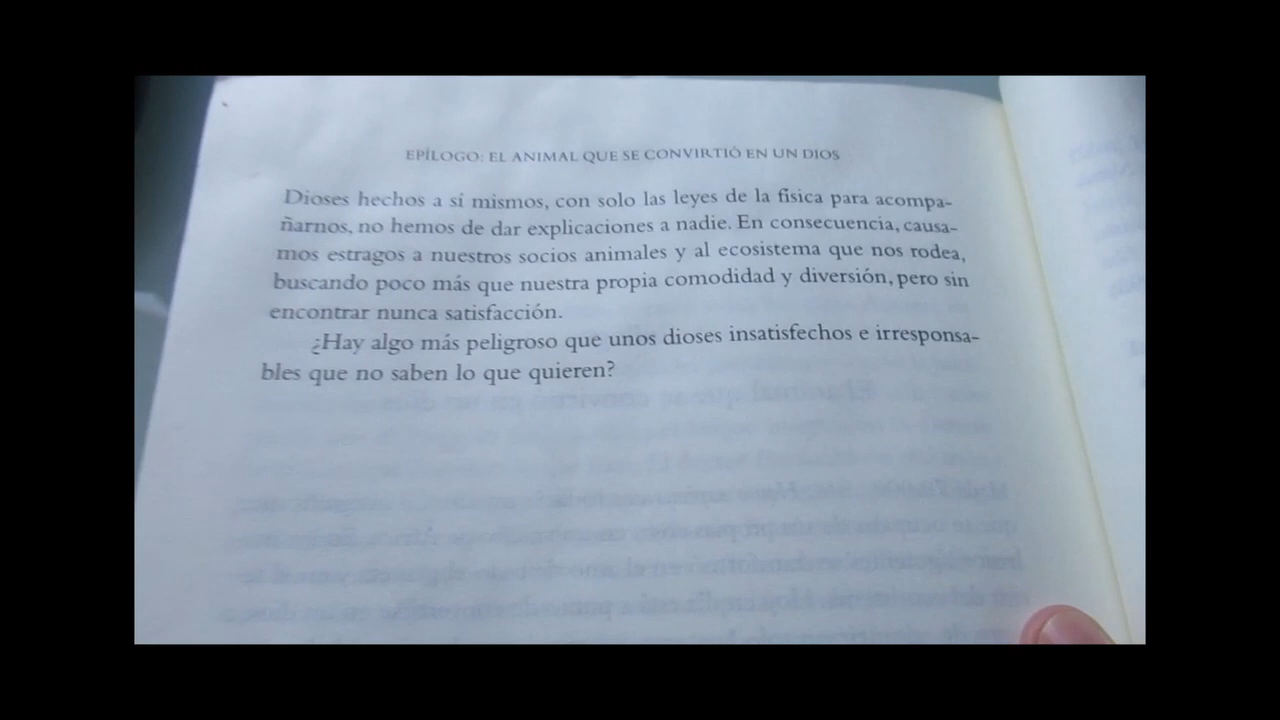 EPÍLOGO: EL ANIMAL QUE SE CONVIRTIÓ EN UN DIOS
Dioses hechos a sí mismos, con solo las leyes de la física para acompa-
ñarnos, no hemos de dar explicaciones a nadie. En consecuencia, causa-
mos estragos a nuestros socios animales y al ecosistema que nos rodea,
buscando poco más que nuestra propia comodidad y diversión, pero sin
encontrar nunca satisfacción.
¿Hay algo más peligroso que unos dioses insatisfechos e irresponsa-
bles que no saben lo que quieren?